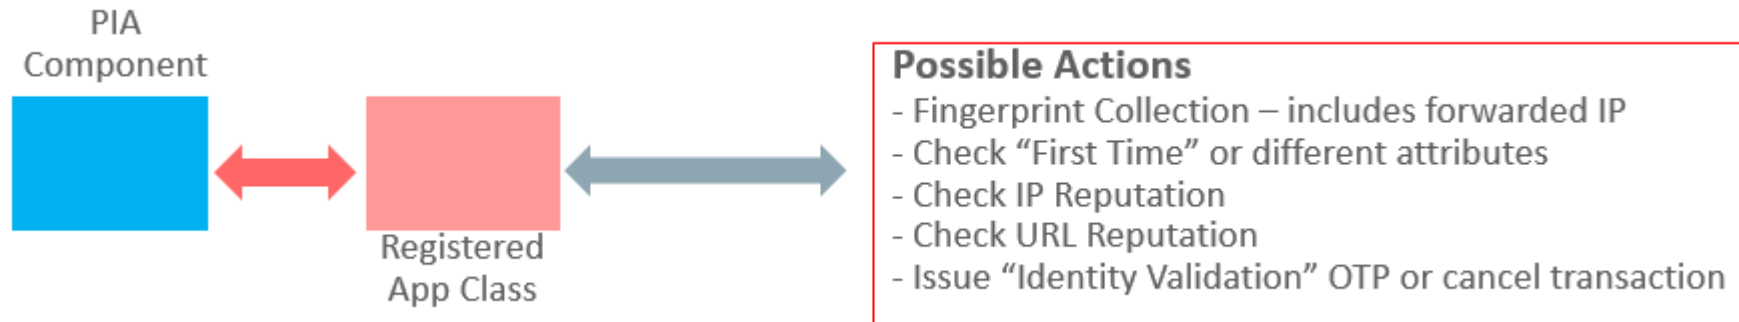 PIA
Component
Registered
App Class
Possible Actions
- Fingerprint Collection – includes forwarded IP
- Check “First Time” or different attributes
- Check IP Reputation
- Check URL Reputation
- Issue “Identity Validation” OTP or cancel transaction